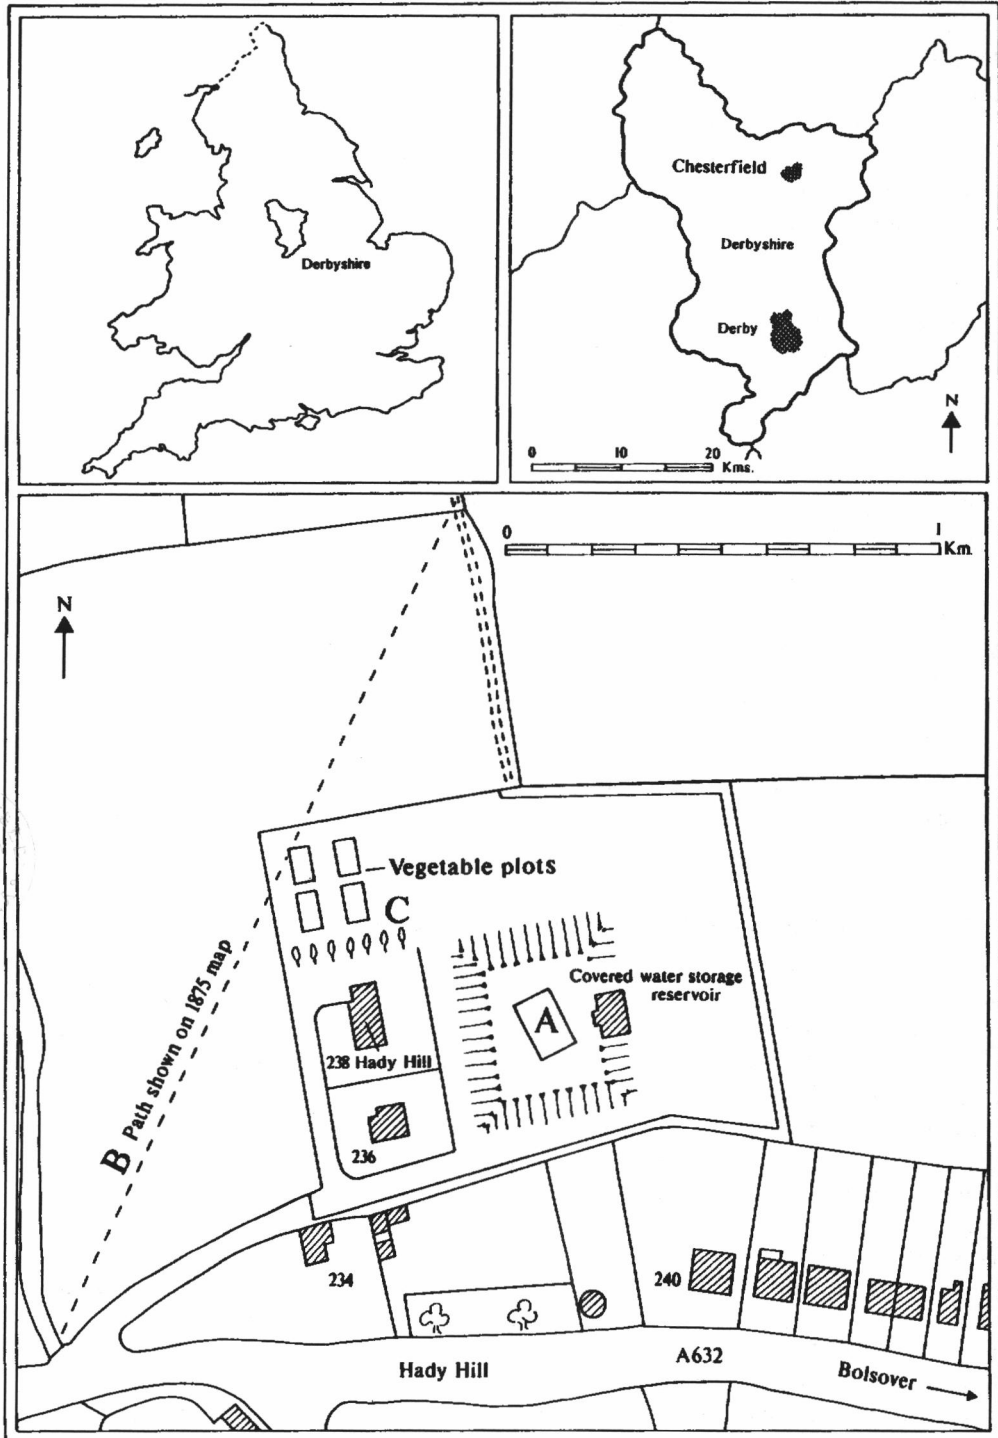 Derbyshire
Chesterfield
Derbyshire
Derby
N
0 10 20
Kms.
0 1
Km.
N
Vegetable plots
C
B Path shown on 1875 map
Covered water storage
reservoir
A
238 Hady Hill
236
234
240
Hady Hill
A632
Bolsover